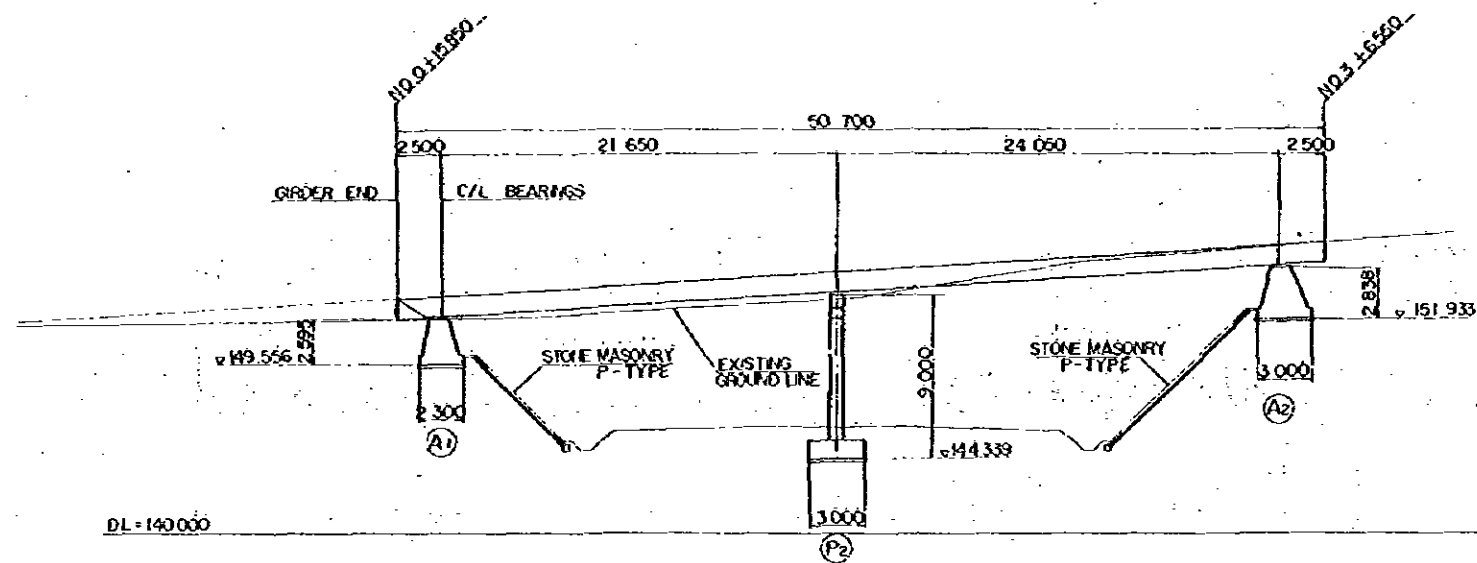 NO.0+15.850
NO.3+6.550
50 700
2 500
21 650
24 060
2 500
GIRDER END
C/L BEARINGS
2.595
149.556
2 300
A1
STONE MASONRY
P-TYPE
EXISTING
GROUND LINE
9.000
144.339
3 000
P2
STONE MASONRY
P-TYPE
2.838
151.933
3 000
A2
DL=140.000